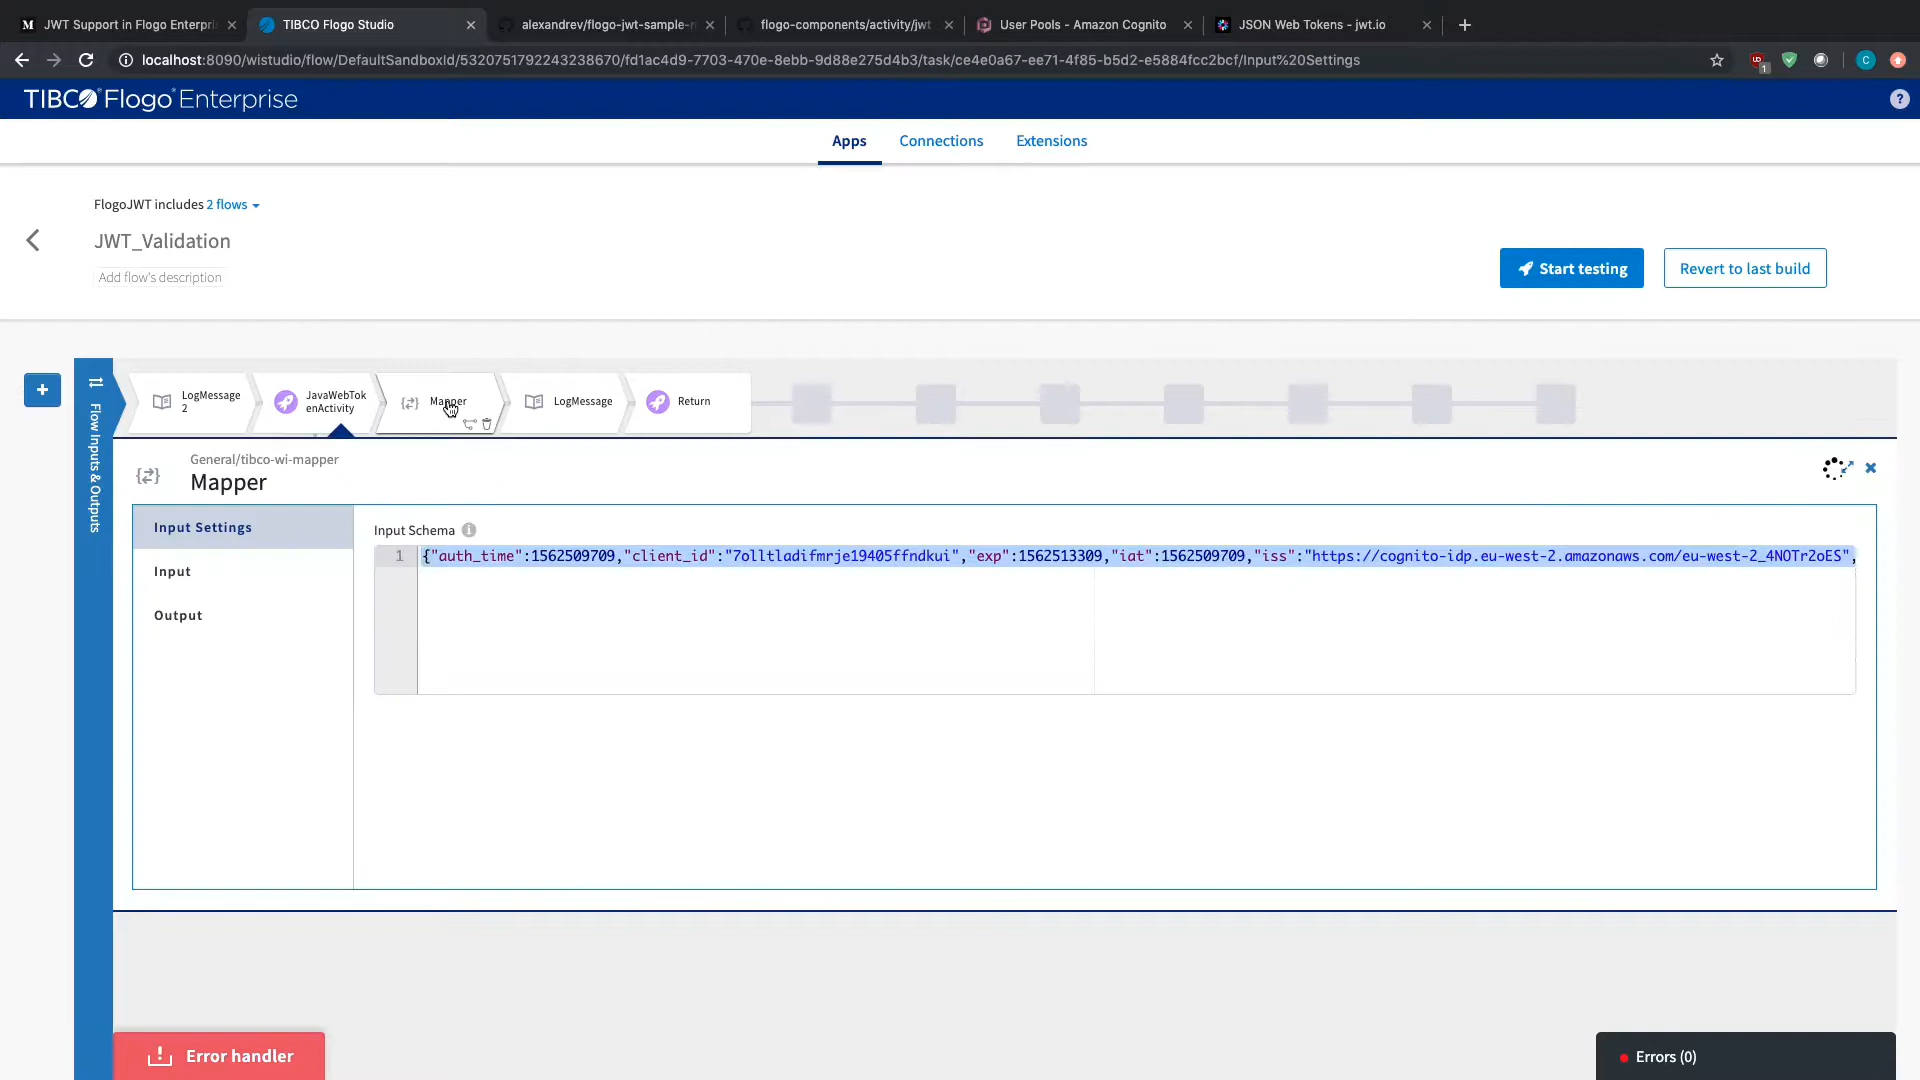 JWT Support in Flogo Enterpri
TIBCO Flogo Studio
alexandrev/flogo-jwt-sample-r
flogo-components/activity/jwt
User Pools - Amazon Cognito
JSON Web Tokens - jwt.io
localhost:8090/wistudio/flow/DefaultSandboxId/5320751792243238670/fd1ac4d9-7703-470e-8ebb-9d88e275d4b3/task/ce4e0a67-ee71-4f85-b5d2-e5884fcc2bcf/Input%20Settings
TIBCO Flogo Enterprise
Apps
Connections
Extensions
FlogoJWT includes 2 flows
JWT_Validation
Add flow's description
Start testing
Revert to last build
Flow Inputs & Outputs
LogMessage
2
JavaWebTok
enActivity
Mapper
LogMessage
Return
General/tibco-wi-mapper
Mapper
Input Settings
Input
Output
Input Schema
1
{"auth_time":1562509709,"client_id":"7olltladifmrje19405ffndkui","exp":1562513309,"iat":1562509709,"iss":"https://cognito-idp.eu-west-2.amazonaws.com/eu-west-2_4NOTr2oES",
Error handler
Errors (0)